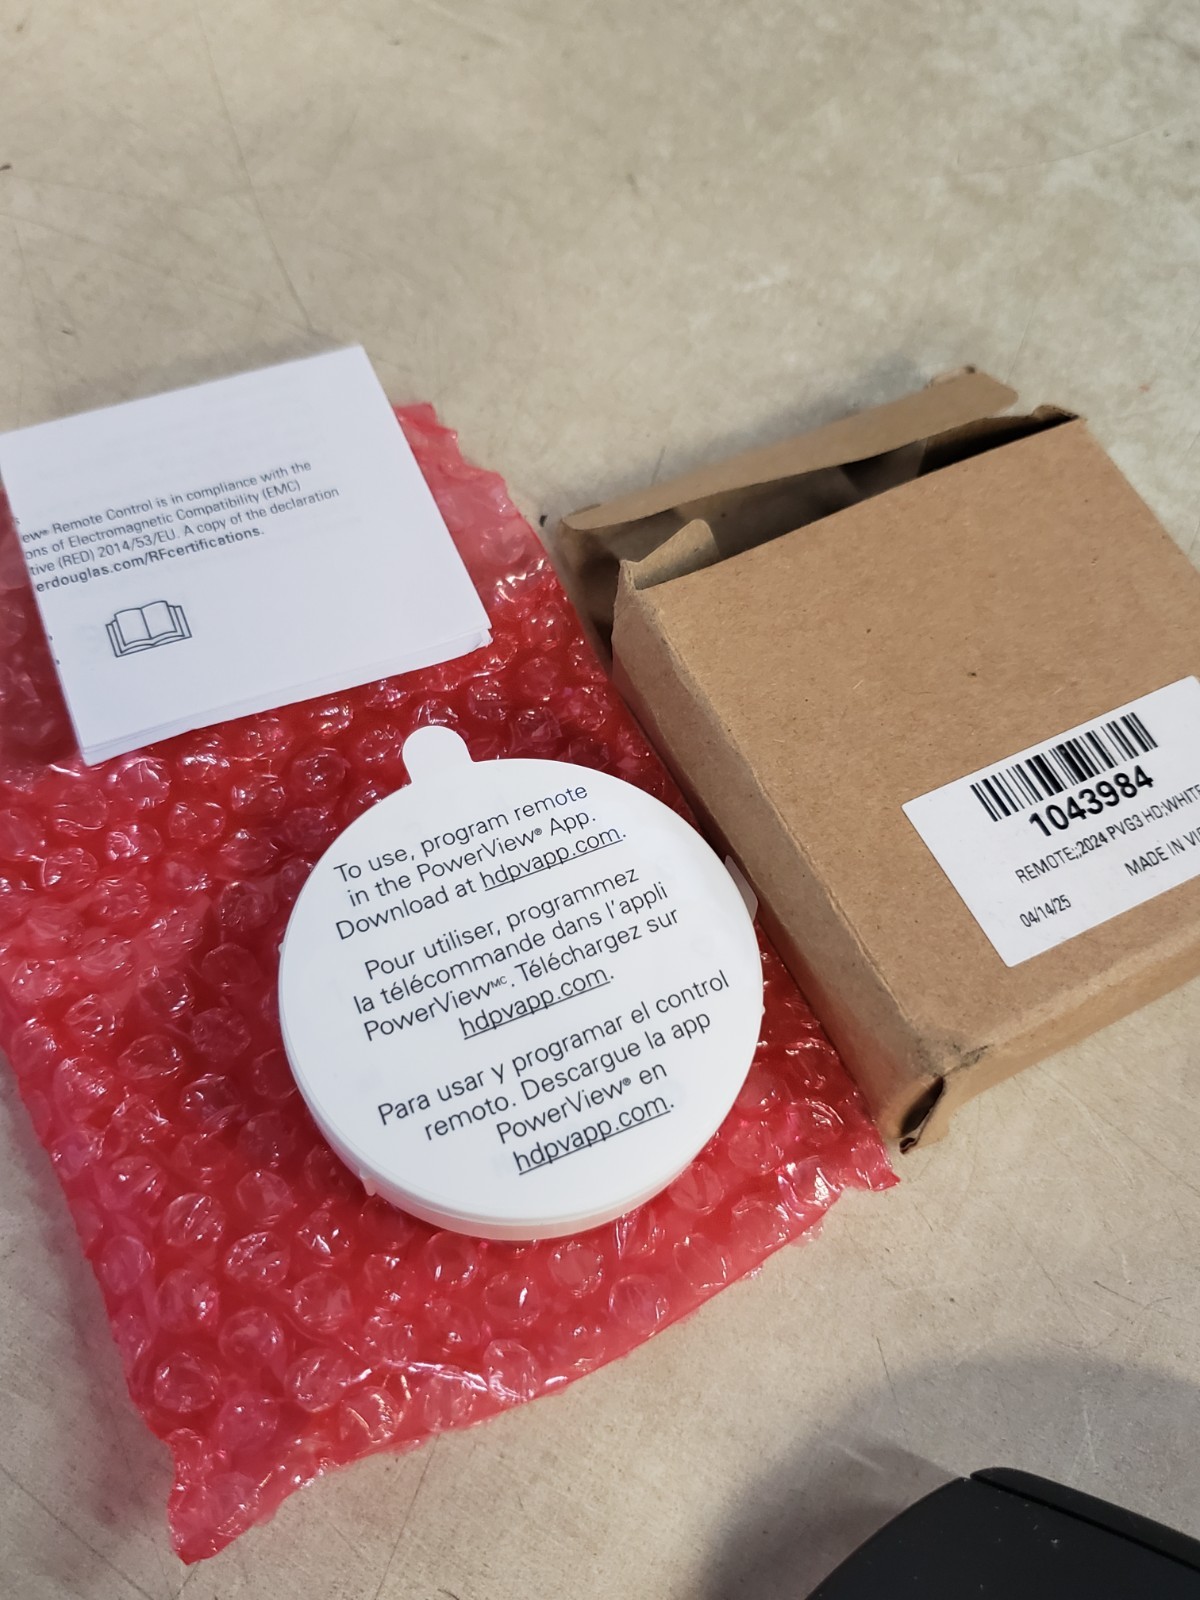 Remote Control is in compliance with the
of Electromagnetic Compatibility (EMC)
(RED) 2014/53/EU. A copy of the declaration
erdouglas.com/RFcertifications.
To use, program remote
in the PowerView® App.
Download at hdpvapp.com.
Pour utiliser, programmez
la télécommande dans l'appli
PowerViewᴹᶜ. Téléchargez sur
hdpvapp.com.
Para usar y programar el control
remoto. Descargue la app
PowerView® en
hdpvapp.com.
1043984
REMOTE;;2024 PVG3 HD;WHITE
MADE IN
04/14/25